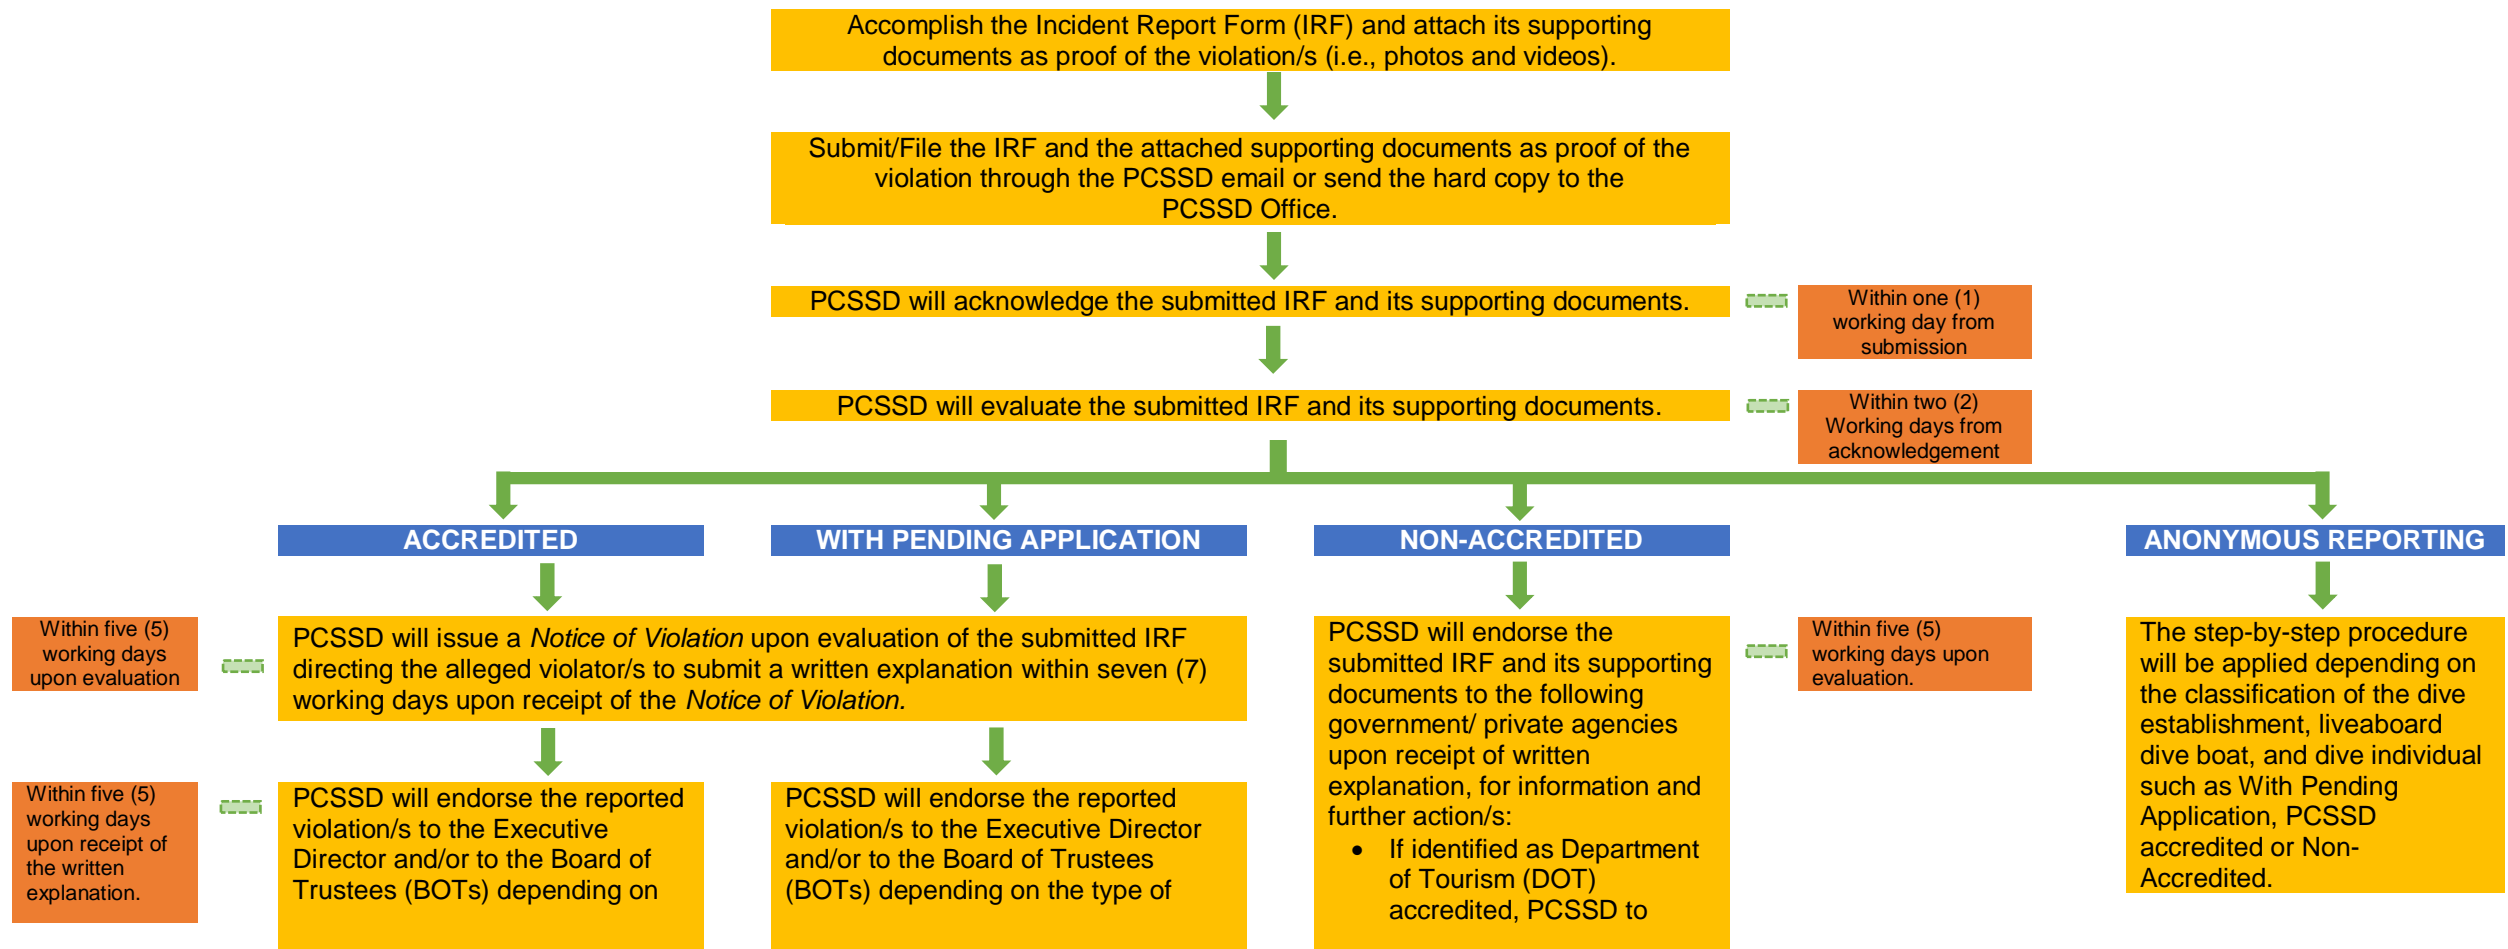 Accomplish the Incident Report Form (IRF) and attach its supporting
documents as proof of the violation/s (i.e., photos and videos).
Submit/File the IRF and the attached supporting documents as proof of the
violation through the PCSSD email or send the hard copy to the
PCSSD Office.
PCSSD will acknowledge the submitted IRF and its supporting documents.
Within one (1)
working day from
submission
PCSSD will evaluate the submitted IRF and its supporting documents.
Within two (2)
Working days from
acknowledgement
ACCREDITED
WITH PENDING APPLICATION
NON-ACCREDITED
ANONYMOUS REPORTING
Within five (5)
working days
upon evaluation
PCSSD will issue a Notice of Violation upon evaluation of the submitted IRF
directing the alleged violator/s to submit a written explanation within seven (7)
working days upon receipt of the Notice of Violation.
Within five (5)
working days
upon receipt of
the written
explanation.
PCSSD will endorse the reported
violation/s to the Executive
Director and/or to the Board of
Trustees (BOTs) depending on
PCSSD will endorse the reported
violation/s to the Executive Director
and/or to the Board of Trustees
(BOTs) depending on the type of
PCSSD will endorse the
submitted IRF and its supporting
documents to the following
government/ private agencies
upon receipt of written
explanation, for information and
further action/s:
• If identified as Department
of Tourism (DOT)
accredited, PCSSD to
Within five (5)
working days upon
evaluation.
The step-by-step procedure
will be applied depending on
the classification of the dive
establishment, liveaboard
dive boat, and dive individual
such as With Pending
Application, PCSSD
accredited or Non-
Accredited.